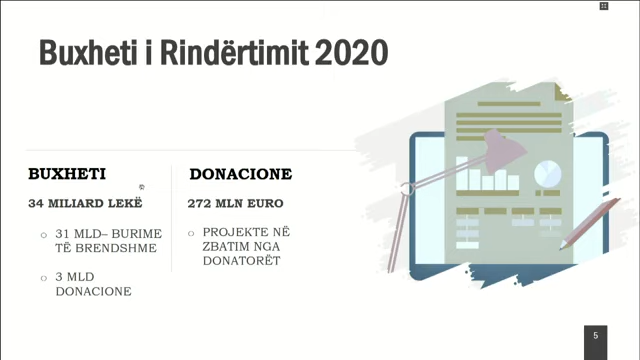 Buxheti i Rindërtimit 2020
BUXHETI
34 MILIARD LEKË
o 31 MLD– BURIME
TË BRENDSHME
o 3 MLD
DONACIONE
DONACIONE
272 MLN EURO
o PROJEKTE NË
ZBATIM NGA
DONATORËT
5